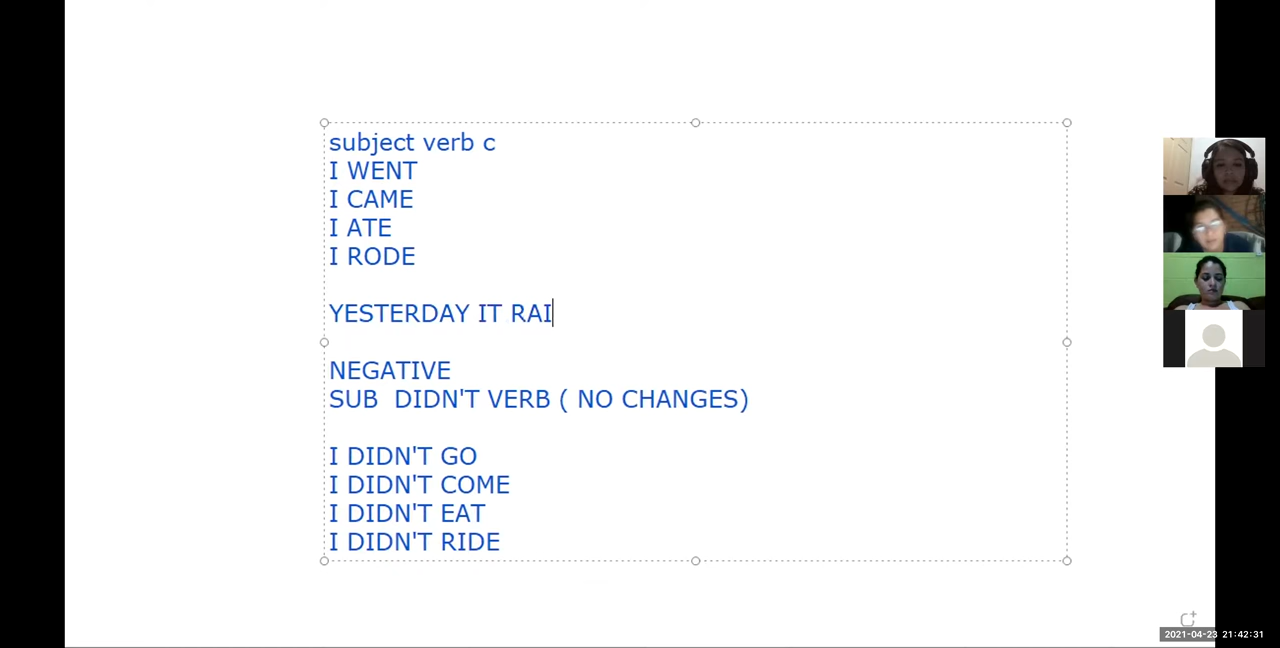 subject verb c
I WENT
I CAME
I ATE
I RODE
YESTERDAY IT RAI
NEGATIVE
SUB  DIDN'T VERB ( NO CHANGES)
I DIDN'T GO
I DIDN'T COME
I DIDN'T EAT
I DIDN'T RIDE
2021-04-23 21:42:31